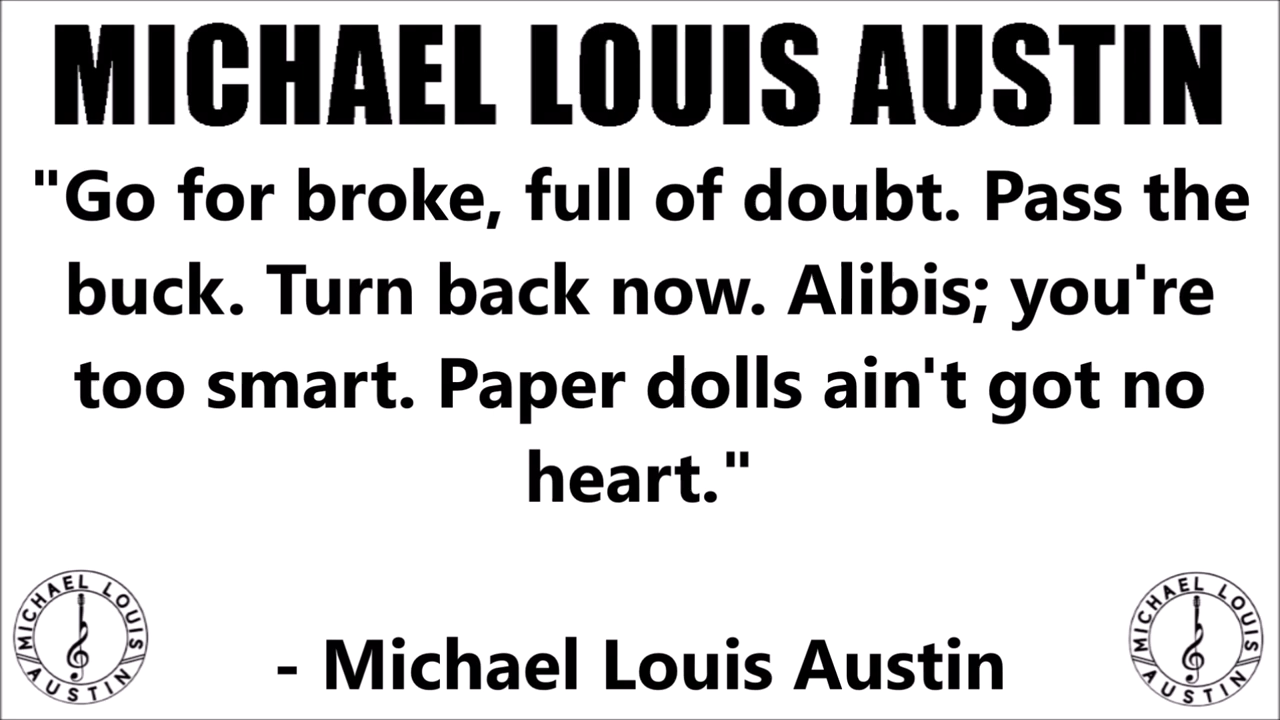 MICHAEL LOUIS AUSTIN
"Go for broke, full of doubt. Pass the
buck. Turn back now. Alibis; you're
too smart. Paper dolls ain't got no
heart."
- Michael Louis Austin
MICHAEL LOUIS
AUSTIN
MICHAEL LOUIS
AUSTIN